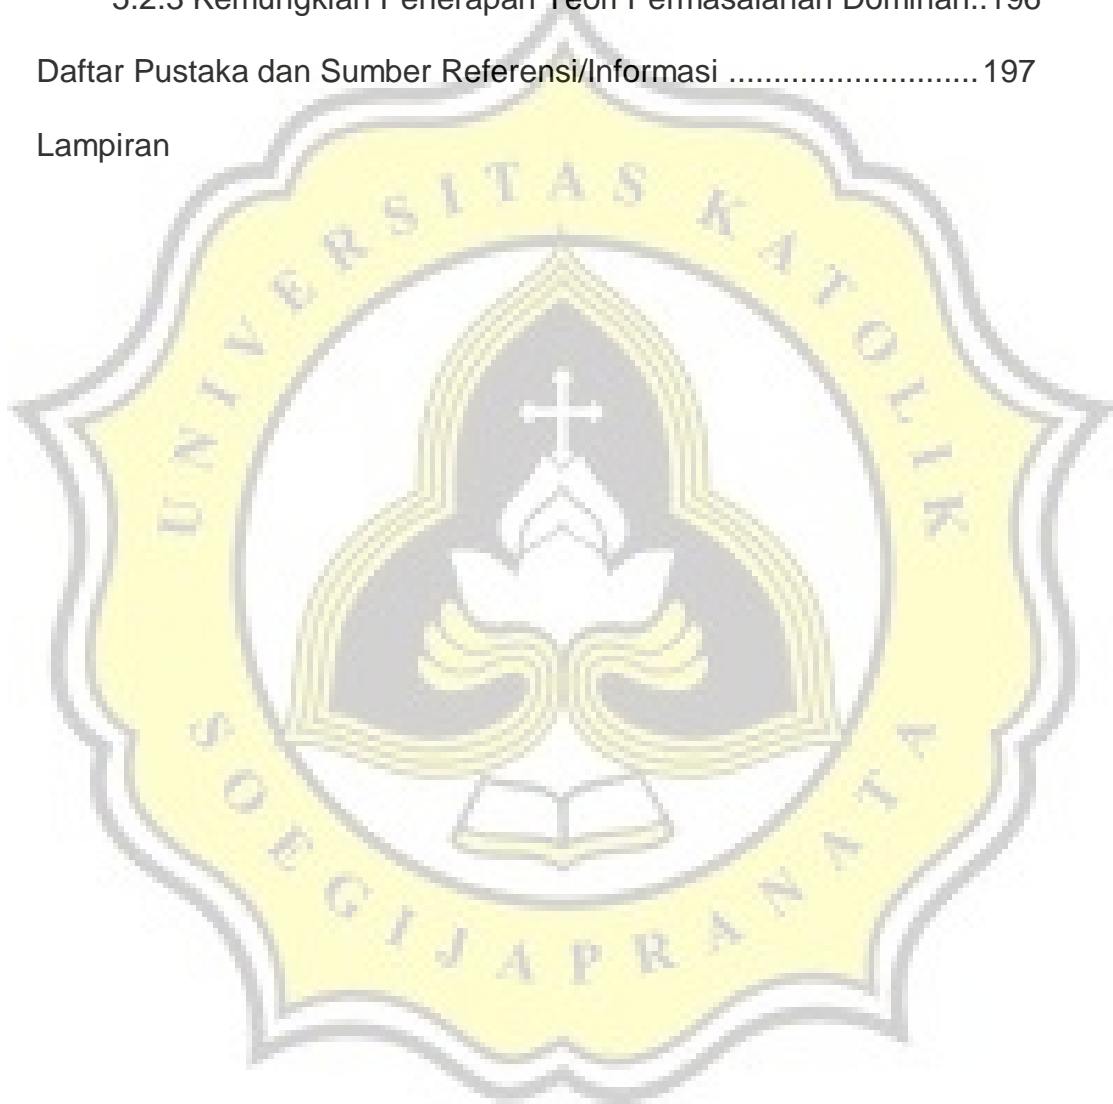 5.2.3 Kemungkian Penerapan Teori Permasalahan Dominan..196
Daftar Pustaka dan Sumber Referensi/Informasi ............................ 197
Lampiran
UNIVERSITAS KATOLIK
SOEGIJAPRANATA